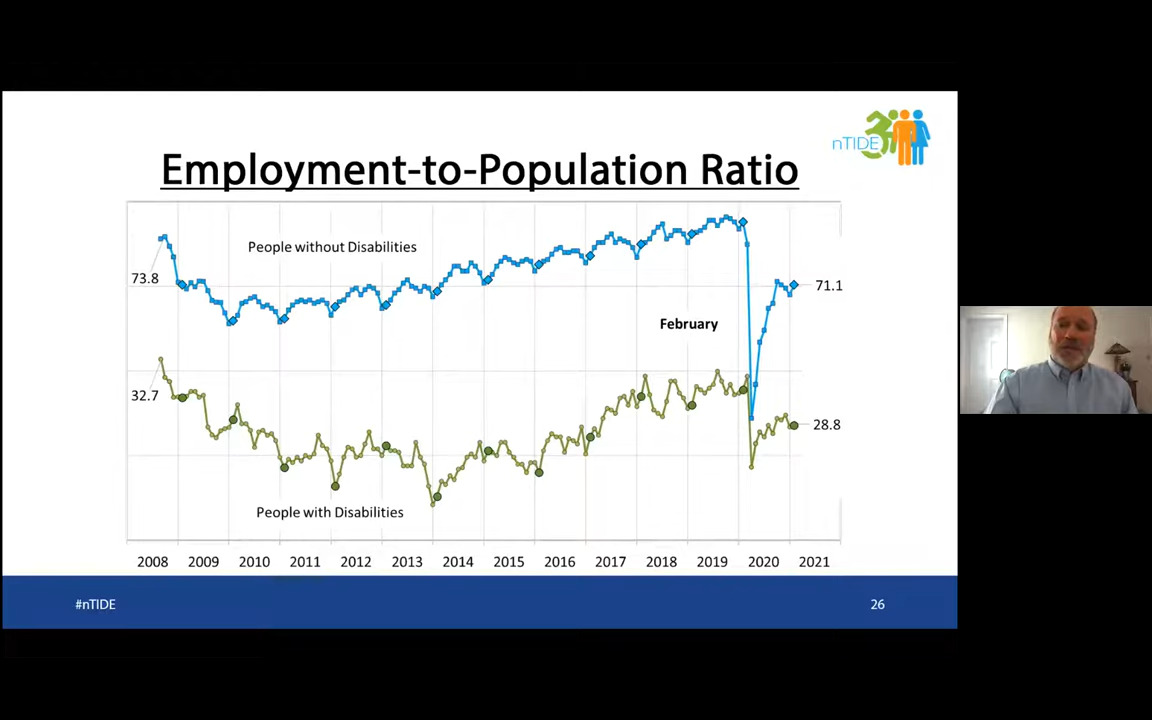 nTIDE
Employment-to-Population Ratio
People without Disabilities
73.8
71.1
February
32.7
28.8
People with Disabilities
2008 2009 2010 2011 2012 2013 2014 2015 2016 2017 2018 2019 2020 2021
#nTIDE
26